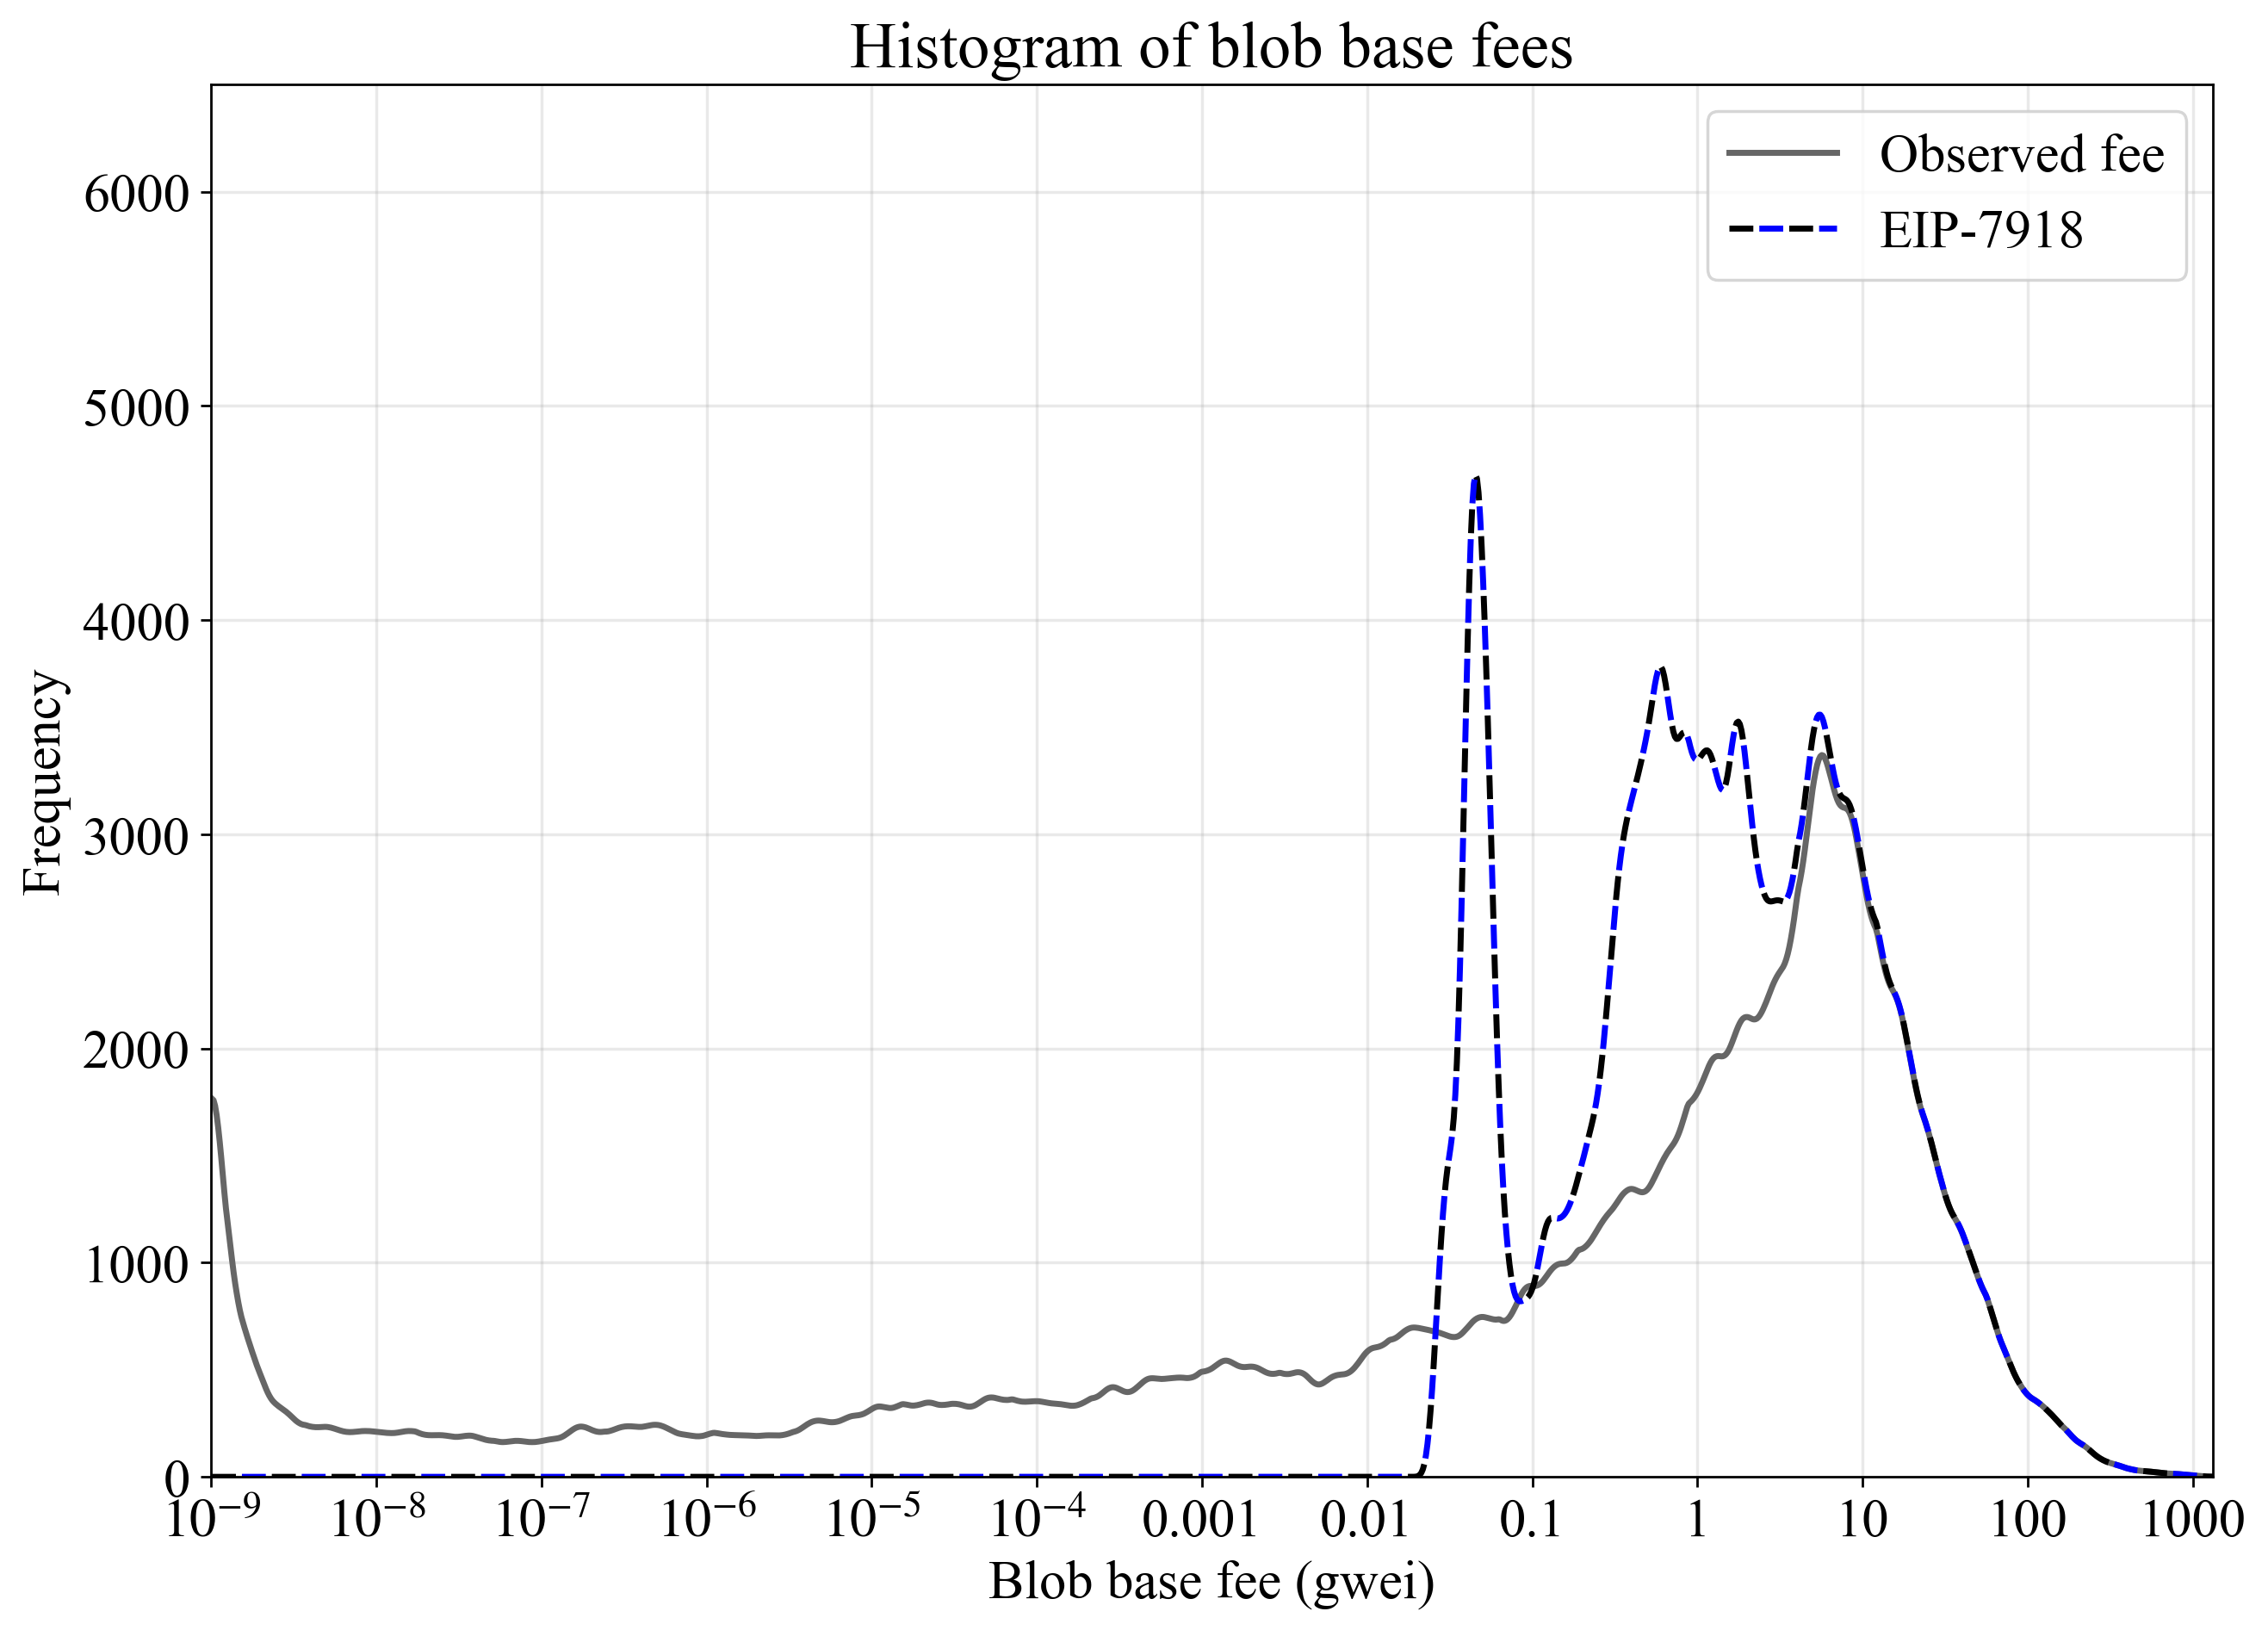 Histogram of blob base fees
Observed fee
EIP-7918
Frequency
6000
5000
4000
3000
2000
1000
0
10⁻⁹ 10⁻⁸ 10⁻⁷ 10⁻⁶ 10⁻⁵ 10⁻⁴ 0.001 0.01 0.1 1 10 100 1000
Blob base fee (gwei)